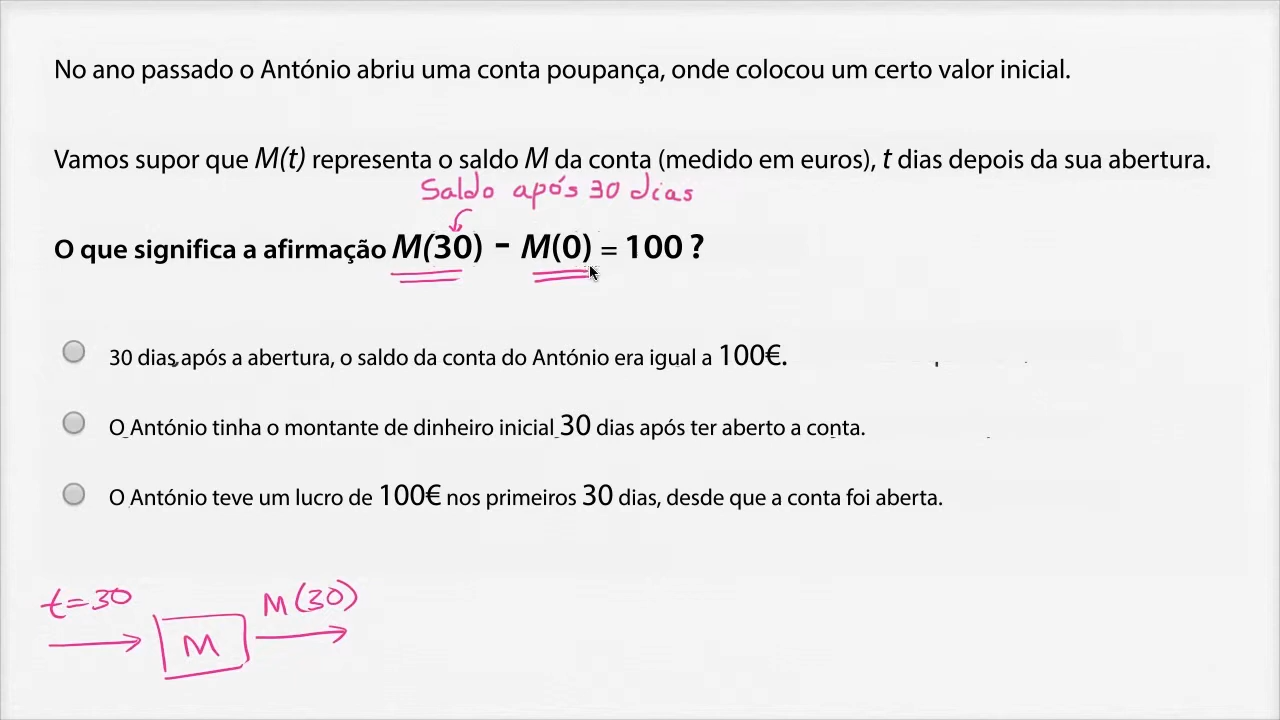 No ano passado o António abriu uma conta poupança, onde colocou um certo valor inicial.
Vamos supor que M(t) representa o saldo M da conta (medido em euros), t dias depois da sua abertura.
Saldo após 30 dias
O que significa a afirmação M(30) - M(0) = 100 ?
30 dias após a abertura, o saldo da conta do António era igual a 100€.
O António tinha o montante de dinheiro inicial 30 dias após ter aberto a conta.
O António teve um lucro de 100€ nos primeiros 30 dias, desde que a conta foi aberta.
t=30
M(30)
M